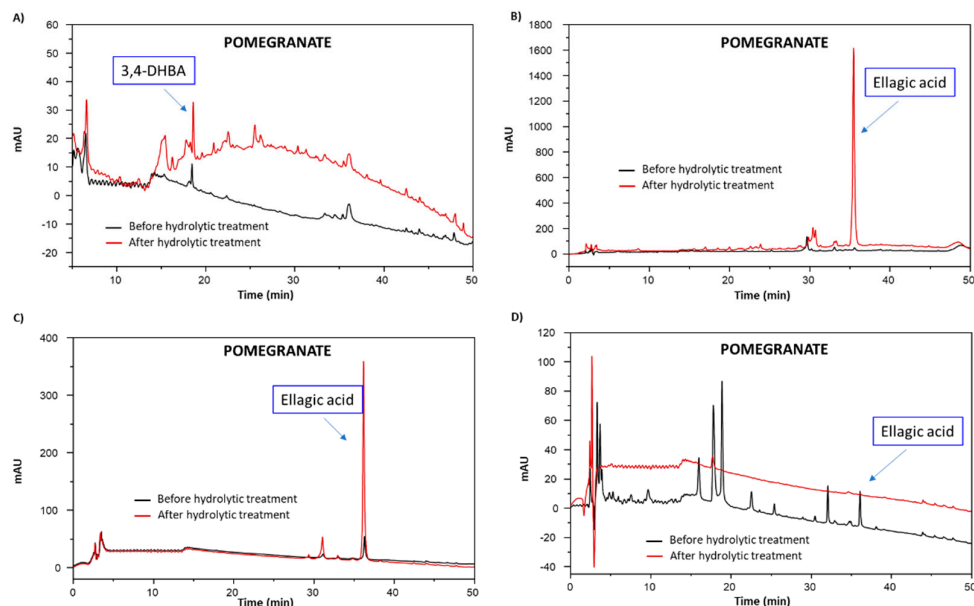 A)
POMEGRANATE
3,4-DHBA
mAU
60
50
40
30
20
10
0
-10
-20
Before hydrolytic treatment
After hydrolytic treatment
10
20
30
40
50
Time (min)
B)
POMEGRANATE
Ellagic acid
mAU
1800
1600
1400
1200
1000
800
600
400
200
0
Before hydrolytic treatment
After hydrolytic treatment
0
10
20
30
40
50
Time (min)
C)
POMEGRANATE
Ellagic acid
mAU
400
300
200
100
0
Before hydrolytic treatment
After hydrolytic treatment
0
10
20
30
40
50
Time (min)
D)
POMEGRANATE
Ellagic acid
mAU
120
100
80
60
40
20
0
-20
-40
Before hydrolytic treatment
After hydrolytic treatment
0
10
20
30
40
50
Time (min)